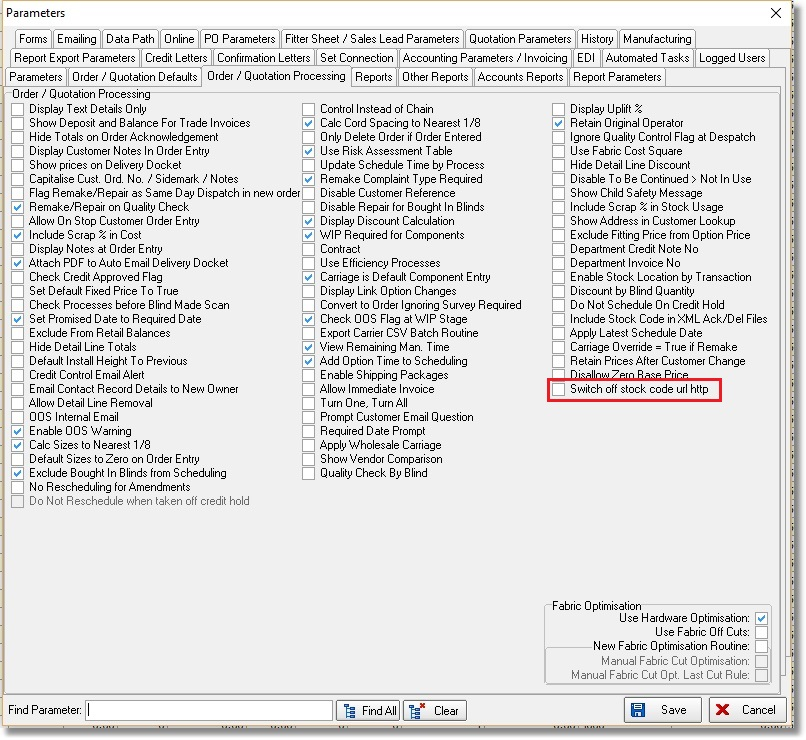 Parameters
Forms Emailing Data Path Online PO Parameters Fitter Sheet / Sales Lead Parameters Quotation Parameters History Manufacturing
Report Export Parameters Credit Letters Confirmation Letters Set Connection Accounting Parameters / Invoicing EDI Automated Tasks Logged Users
Parameters Order / Quotation Defaults Order / Quotation Processing Reports Other Reports Accounts Reports Report Parameters
Order / Quotation Processing
Display Text Details Only
Show Deposit and Balance For Trade Invoices
Hide Totals on Order Acknowledgement
Display Customer Notes In Order Entry
Show prices on Delivery Docket
Capitalise Cust. Ord. No. / Sidemark / Notes
Flag Remake/Repair as Same Day Dispatch in new order
Remake/Repair on Quality Check
Allow On Stop Customer Order Entry
Include Scrap % in Cost
Display Notes at Order Entry
Attach PDF to Auto Email Delivery Docket
Check Credit Approved Flag
Set Default Fixed Price To True
Check Processes before Blind Made Scan
Set Promised Date to Required Date
Exclude From Retail Balances
Hide Detail Line Totals
Default Install Height To Previous
Credit Control Email Alert
Email Contact Record Details to New Owner
Allow Detail Line Removal
OOS Internal Email
Enable OOS Warning
Calc Sizes to Nearest 1/8
Default Sizes to Zero on Order Entry
Exclude Bought In Blinds from Scheduling
No Rescheduling for Amendments
Do Not Reschedule when taken off credit hold
Control Instead of Chain
Calc Cord Spacing to Nearest 1/8
Only Delete Order if Order Entered
Use Risk Assessment Table
Update Schedule Time by Process
Remake Complaint Type Required
Disable Customer Reference
Disable Repair for Bought In Blinds
Display Discount Calculation
WIP Required for Components
Contract
Use Efficiency Processes
Carriage is Default Component Entry
Display Link Option Changes
Convert to Order Ignoring Survey Required
Check OOS Flag at WIP Stage
Export Carrier CSV Batch Routine
View Remaining Man. Time
Add Option Time to Scheduling
Enable Shipping Packages
Allow Immediate Invoice
Turn One, Turn All
Prompt Customer Email Question
Required Date Prompt
Apply Wholesale Carriage
Show Vendor Comparison
Quality Check By Blind
Display Uplift %
Retain Original Operator
Ignore Quality Control Flag at Despatch
Use Fabric Cost Square
Hide Detail Line Discount
Disable To Be Continued > Not In Use
Show Child Safety Message
Include Scrap % in Stock Usage
Show Address in Customer Lookup
Exclude Fitting Price from Option Price
Department Credit Note No
Department Invoice No
Enable Stock Location by Transaction
Discount by Blind Quantity
Do Not Schedule On Credit Hold
Include Stock Code in XML Ack/Del Files
Apply Latest Schedule Date
Carriage Override = True if Remake
Retain Prices After Customer Change
Disallow Zero Base Price
Switch off stock code url http
Fabric Optimisation
Use Hardware Optimisation:
Use Fabric Off Cuts:
New Fabric Optimisation Routine:
Manual Fabric Cut Optimisation:
Manual Fabric Cut Opt. Last Cut Rule:
Find Parameter: Find All Clear Save Cancel